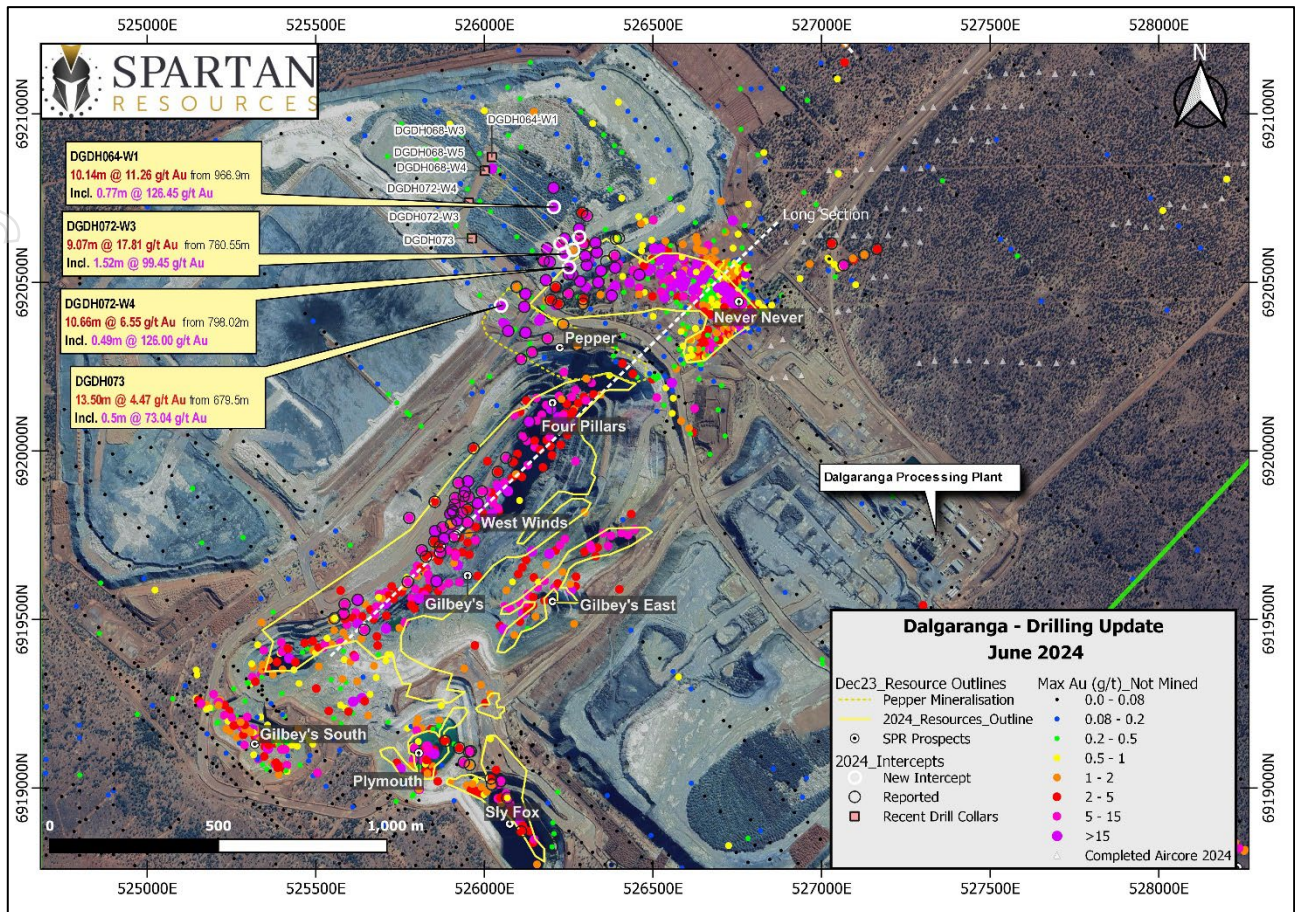 525000E 525500E 526000E 526500E 527000E 527500E 528000E
SPARTAN
RESOURCES
N
6921000N
6920500N
6920000N
6919500N
6919000N
6921000N
6920500N
6920000N
6919500N
6919000N
DGDH064-W1
DGDH068-W3
DGDH068-W5
DGDH068-W4
DGDH072-W4
DGDH072-W3
DGDH073
DGDH064-W1
10.14m @ 11.26 g/t Au from 966.9m
Incl. 0.77m @ 126.45 g/t Au
DGDH072-W3
9.07m @ 17.81 g/t Au from 760.55m
Incl. 1.52m @ 99.45 g/t Au
DGDH072-W4
10.66m @ 6.55 g/t Au from 798.02m
Incl. 0.49m @ 126.00 g/t Au
DGDH073
13.50m @ 4.47 g/t Au from 679.5m
Incl. 0.5m @ 73.04 g/t Au
Long Section
Never Never
Pepper
Four Pillars
Dalgaranga Processing Plant
West Winds
Gilbey's
Gilbey's East
Gilbey's South
Plymouth
Sly Fox
0 500 1,000 m
Dalgaranga - Drilling Update
June 2024
Dec23_Resource Outlines
Pepper Mineralisation
2024_Resources_Outline
SPR Prospects
2024_Intercepts
New Intercept
Reported
Recent Drill Collars
Max Au (g/t)_Not Mined
0.0 - 0.08
0.08 - 0.2
0.2 - 0.5
0.5 - 1
1 - 2
2 - 5
5 - 15
>15
Completed Aircore 2024
525000E 525500E 526000E 526500E 527000E 527500E 528000E